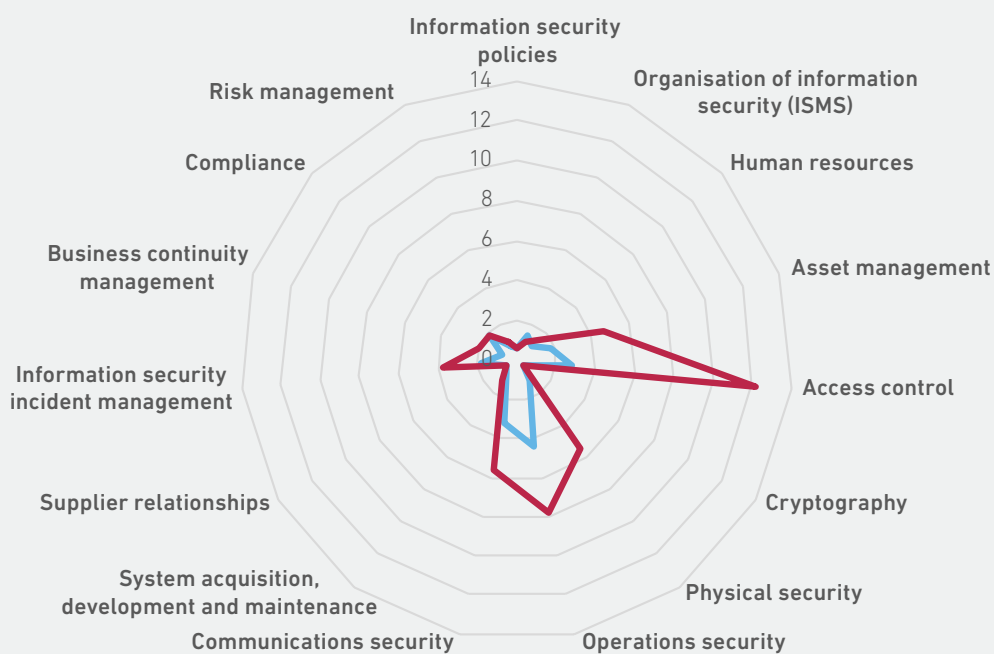 Information security
policies
Organisation of information
security (ISMS)
Human resources
Asset management
Access control
Cryptography
Physical security
Operations security
Communications security
System acquisition,
development and maintenance
Supplier relationships
Information security
incident management
Business continuity
management
Compliance
Risk management
14
12
10
8
6
4
2
0